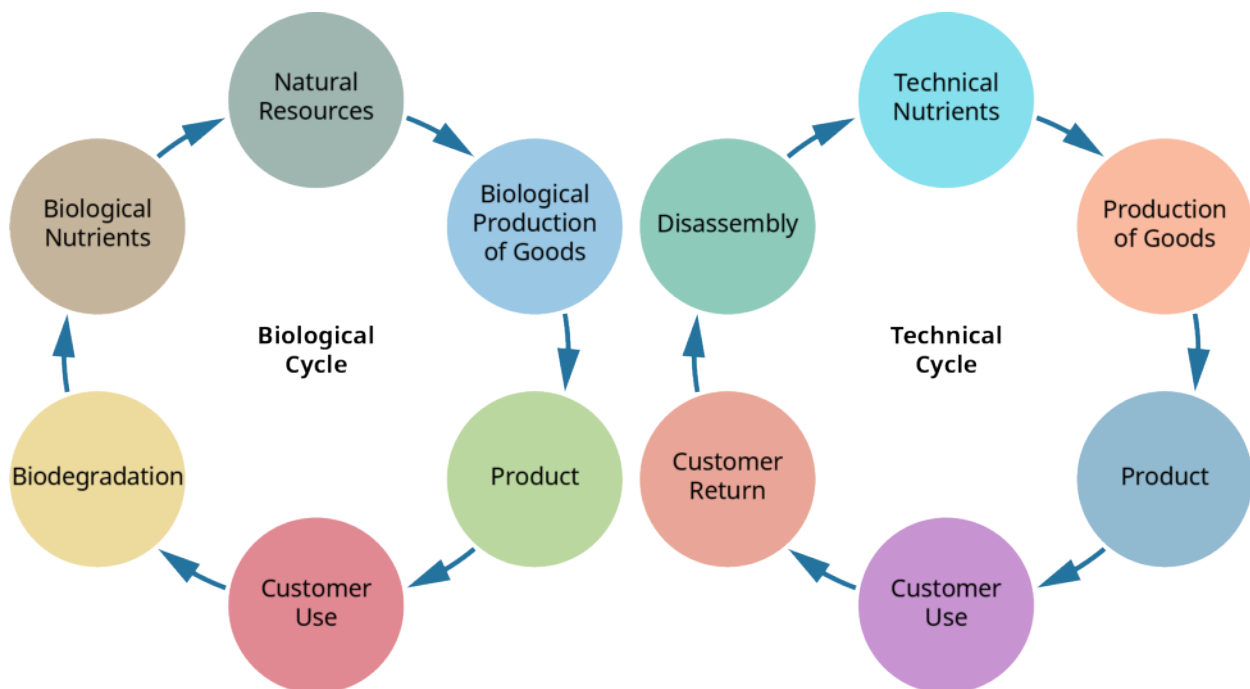 Natural
Resources
Biological
Production
of Goods
Product
Customer
Use
Biodegradation
Biological
Nutrients
Biological
Cycle
Technical
Nutrients
Production
of Goods
Product
Customer
Use
Customer
Return
Disassembly
Technical
Cycle